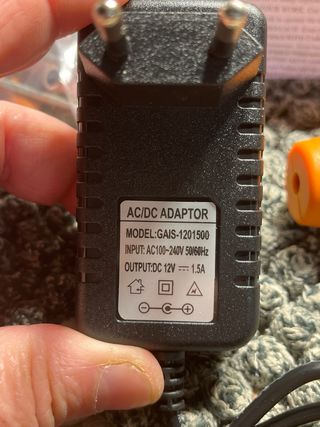 AC/DC ADAPTOR
MODEL:GAIS-1201500
INPUT: AC100~240V 50/60Hz
OUTPUT:DC 12V ⎓ 1.5A